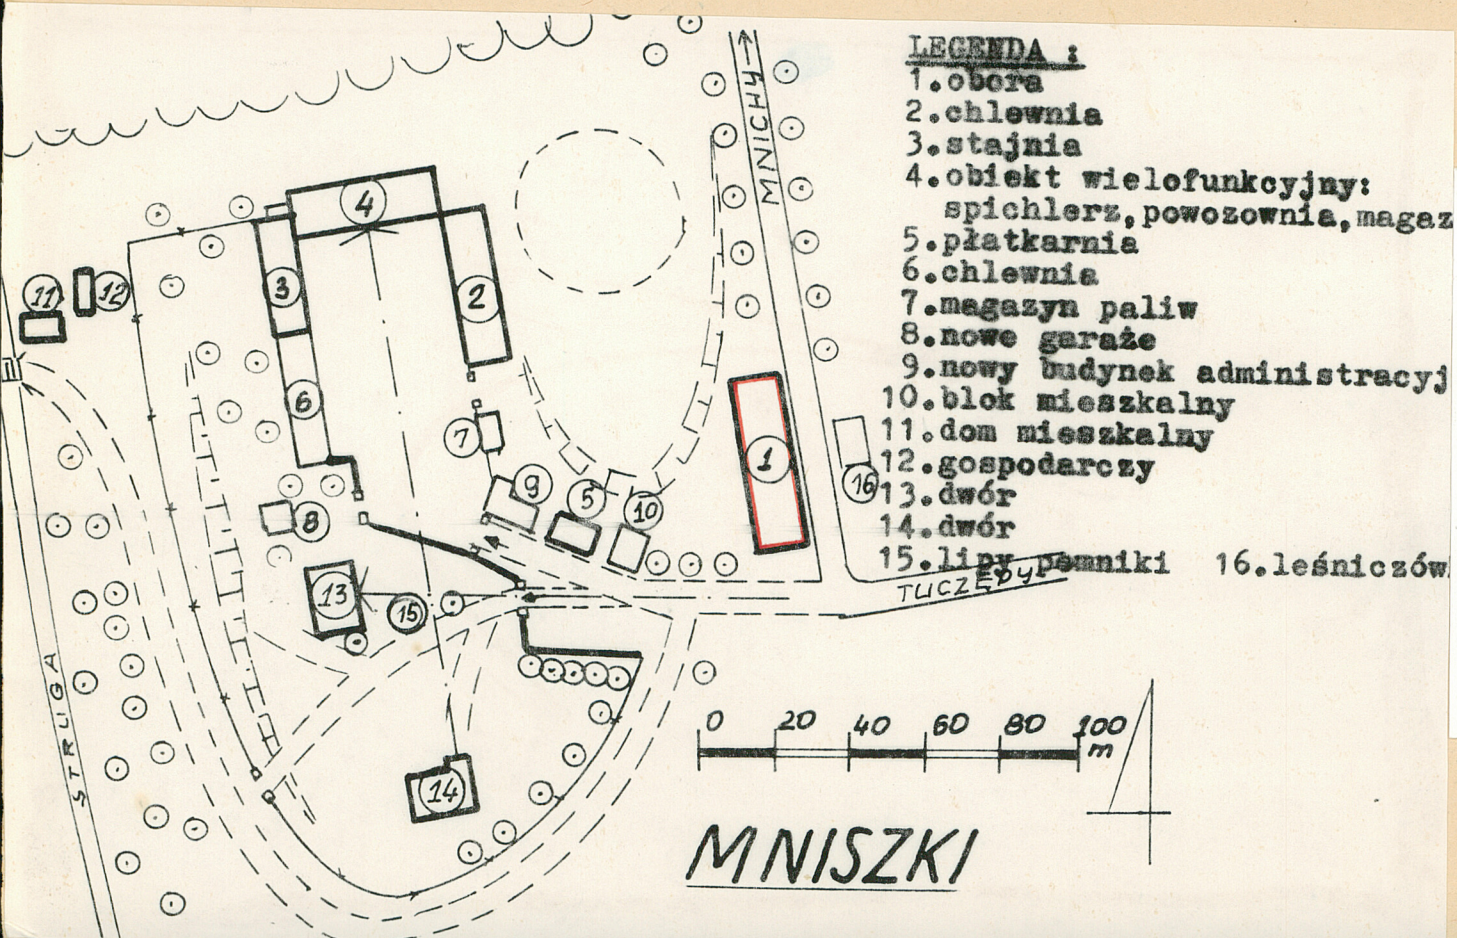 LEGENDA :
1.obora
2.chlewnia
3.stajnia
4.obiekt wielofunkcyjny:
spichlerz,powozownia,magaz
5.płatkarnia
6.chlewnia
7.magazyn paliw
8.nowe garaże
9.nowy budynek administracyj
10.blok mieszkalny
11.dom mieszkalny
12.gospodarczy
13.dwór
14.dwór
15.lipy pomniki 16.leśniczów
MNICHY
4
3
2
11
12
6
7
1
9
5
10
16
8
13
15
TUCZĘPY
STRUGA
14
0 20 40 60 80 100
m
MNISZKI